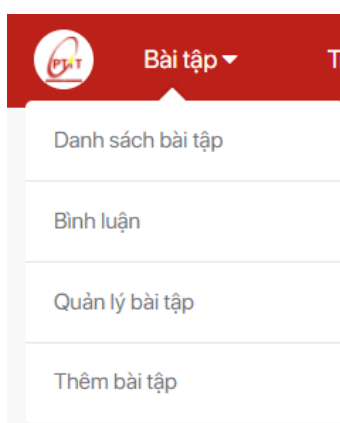 PTIT
Bài tập
T
Danh sách bài tập
Bình luận
Quản lý bài tập
Thêm bài tập